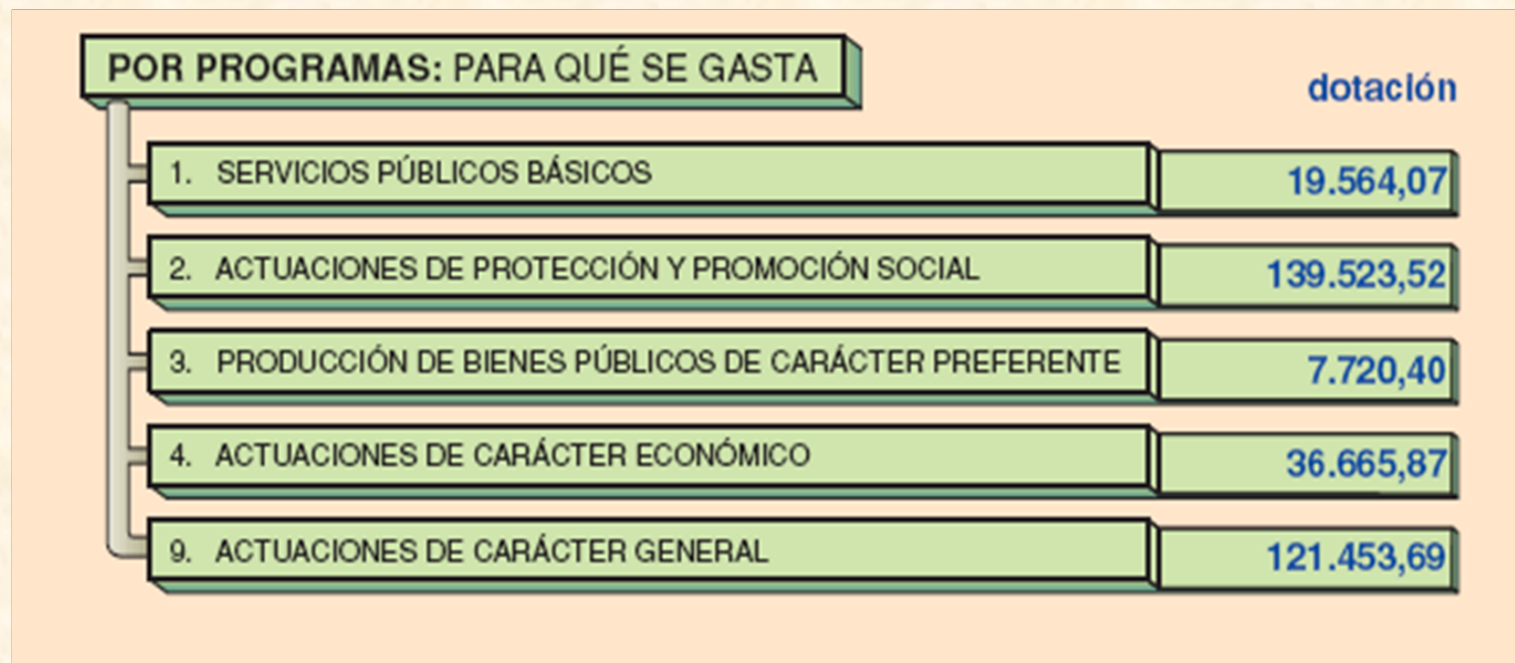 POR PROGRAMAS: PARA QUÉ SE GASTA
dotación
1. SERVICIOS PÚBLICOS BÁSICOS 19.564,07
2. ACTUACIONES DE PROTECCIÓN Y PROMOCIÓN SOCIAL 139.523,52
3. PRODUCCIÓN DE BIENES PÚBLICOS DE CARÁCTER PREFERENTE 7.720,40
4. ACTUACIONES DE CARÁCTER ECONÓMICO 36.665,87
9. ACTUACIONES DE CARÁCTER GENERAL 121.453,69